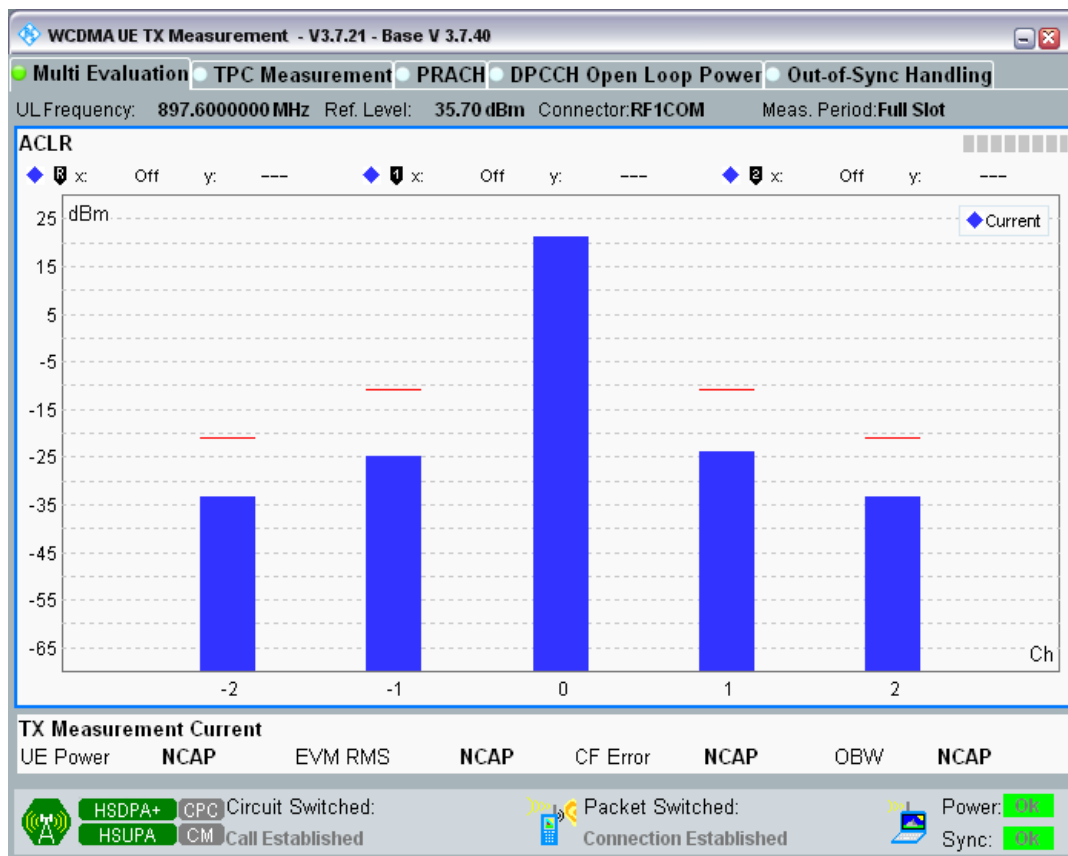 WCDMA UE TX Measurement - V3.7.21 - Base V 3.7.40
Multi Evaluation TPC Measurement PRACH DPCCH Open Loop Power Out-of-Sync Handling
UL Frequency: 897.6000000 MHz Ref. Level: 35.70 dBm Connector:RF1COM Meas. Period:Full Slot
ACLR
R x: Off y: --- 1 x: Off y: --- 2 x: Off y: ---
dBm
Current
25
15
5
-5
-15
-25
-35
-45
-55
-65
Ch
-2 -1 0 1 2
TX Measurement Current
UE Power NCAP EVM RMS NCAP CF Error NCAP OBW NCAP
HSDPA+ CPC Circuit Switched: Packet Switched: Power: OK
HSUPA CM Call Established Connection Established Sync: OK